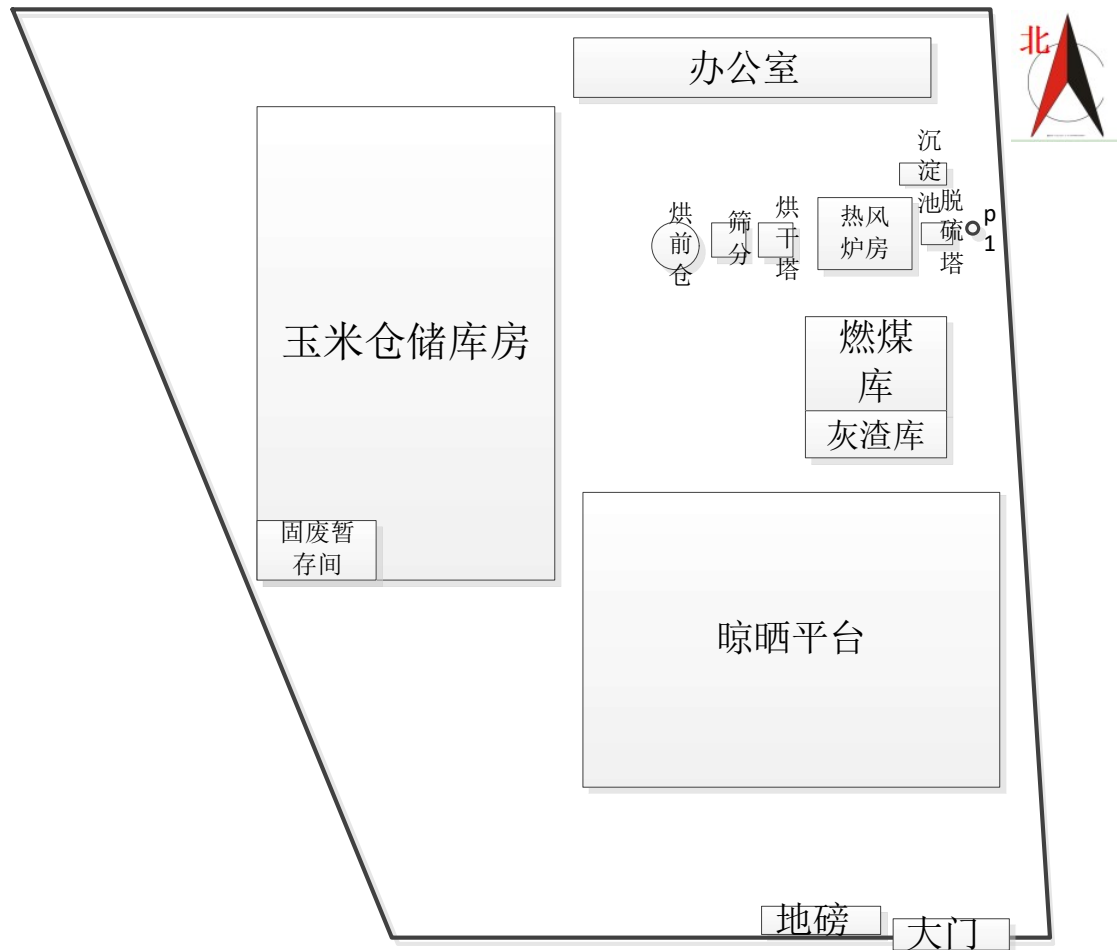 北
办公室
沉淀池
烘前仓
筛分
烘干塔
热风
炉房
脱硫塔
p
1
玉米仓储库房
燃煤
库
灰渣库
固废暂
存间
晾晒平台
地磅
大门